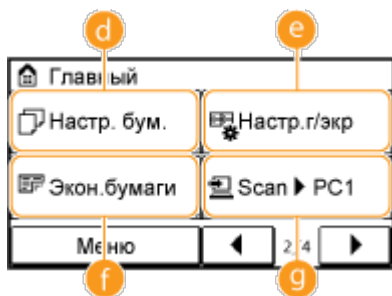 d e
Главный
Настр. бум. Настр.г/экр
Экон.бумаги Scan ▶ PC1
Меню ◀ 2/4 ▶
f g